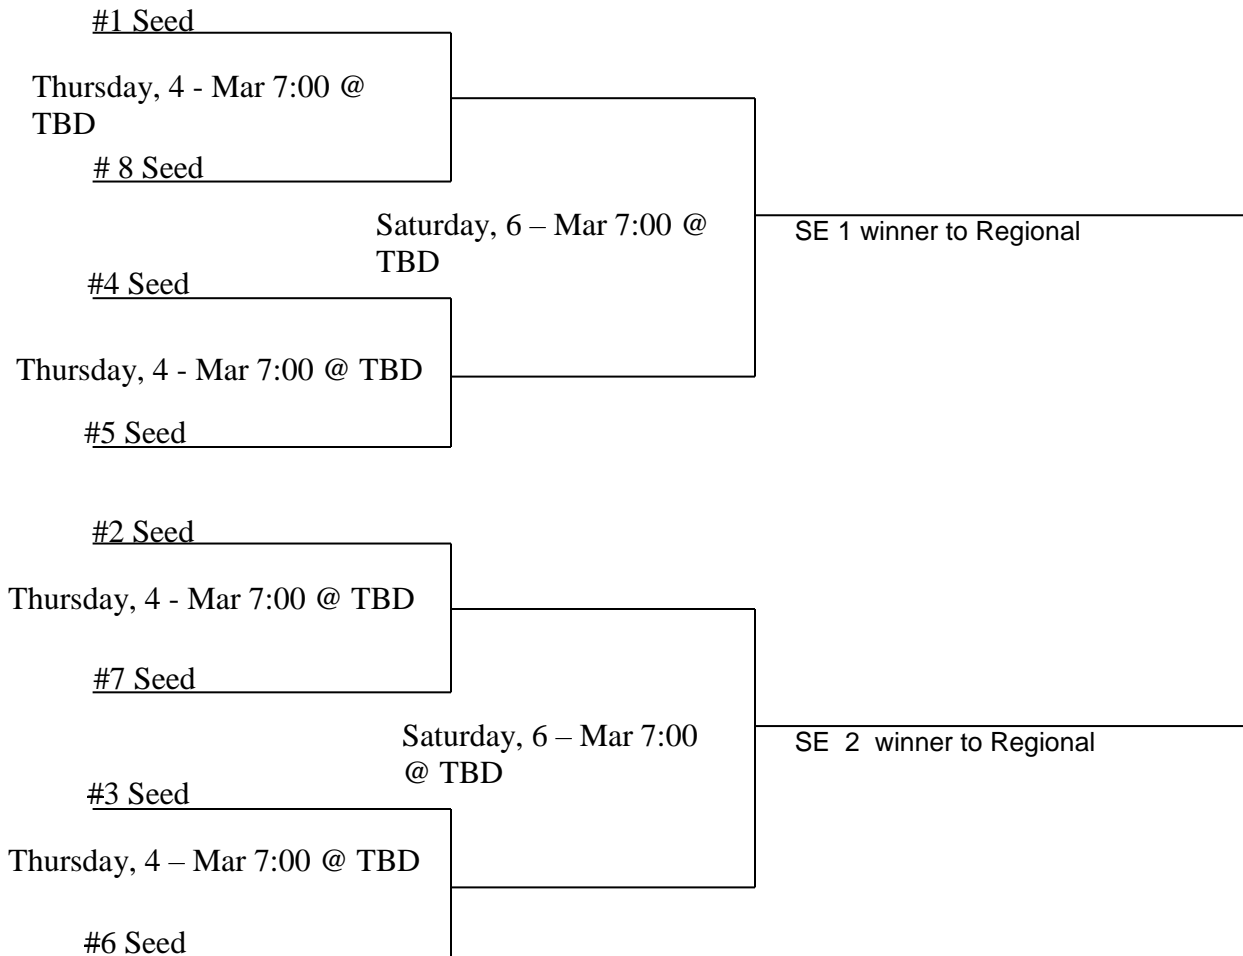 #1 Seed
Thursday, 4 - Mar 7:00 @
TBD
# 8 Seed
Saturday, 6 – Mar 7:00 @
TBD
SE 1 winner to Regional
#4 Seed
Thursday, 4 - Mar 7:00 @ TBD
#5 Seed
#2 Seed
Thursday, 4 - Mar 7:00 @ TBD
#7 Seed
Saturday, 6 – Mar 7:00
@ TBD
SE 2 winner to Regional
#3 Seed
Thursday, 4 – Mar 7:00 @ TBD
#6 Seed